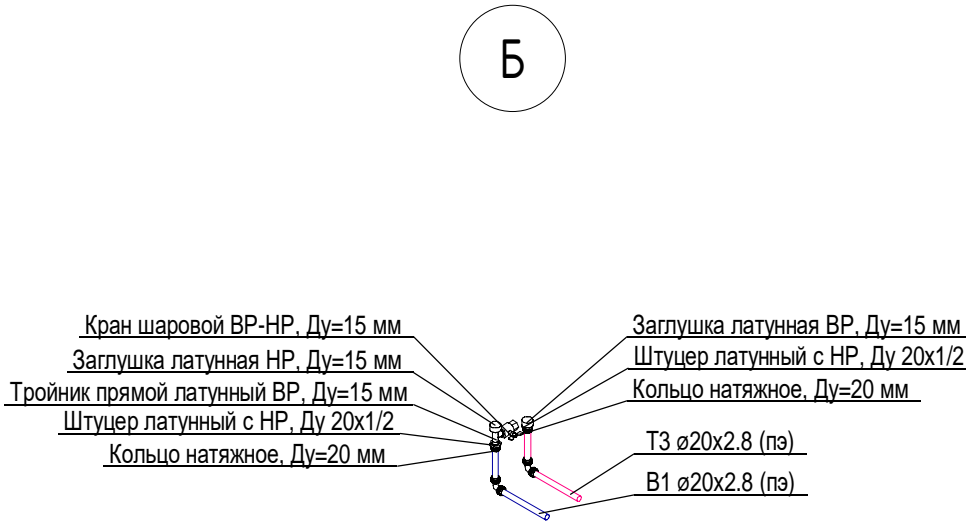 Б
Кран шаровой ВР-НР, Ду=15 мм
Заглушка латунная НР, Ду=15 мм
Тройник прямой латунный ВР, Ду=15 мм
Штуцер латунный с НР, Ду 20х1/2
Кольцо натяжное, Ду=20 мм
Заглушка латунная ВР, Ду=15 мм
Штуцер латунный с НР, Ду 20х1/2
Кольцо натяжное, Ду=20 мм
Т3 ø20х2.8 (пэ)
В1 ø20х2.8 (пэ)